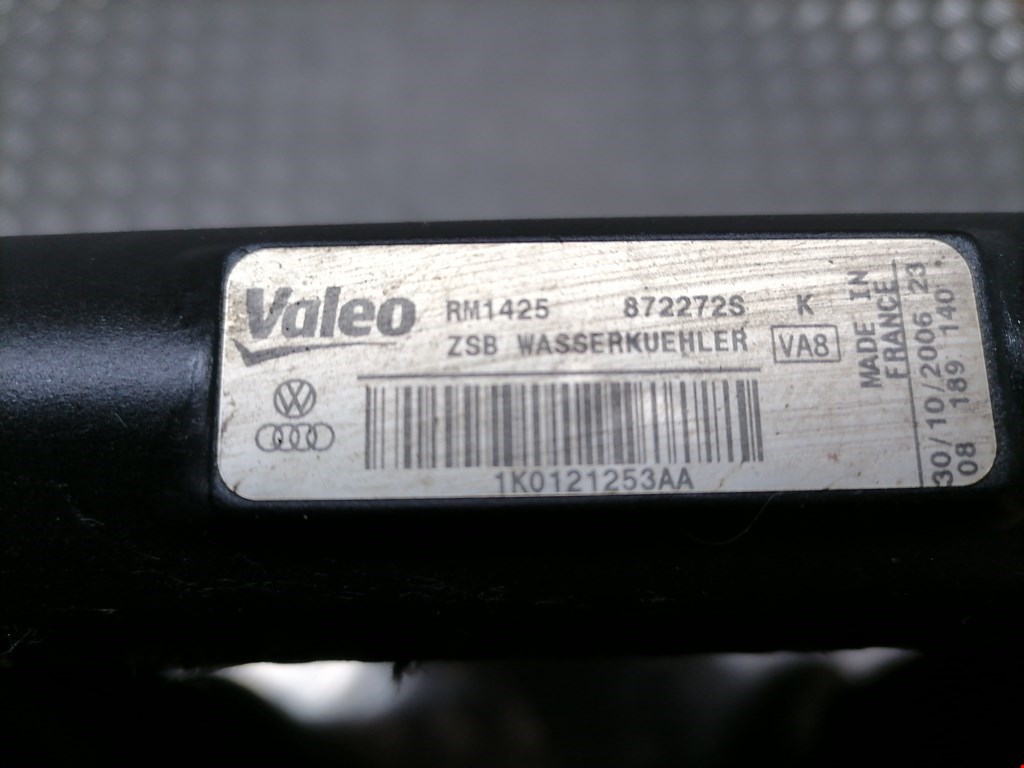 Valeo RM1425 872272S K
ZSB WASSERKUEHLER VA8
1K0121253AA
MADE IN
FRANCE
30/10/2006 23
08 189 140